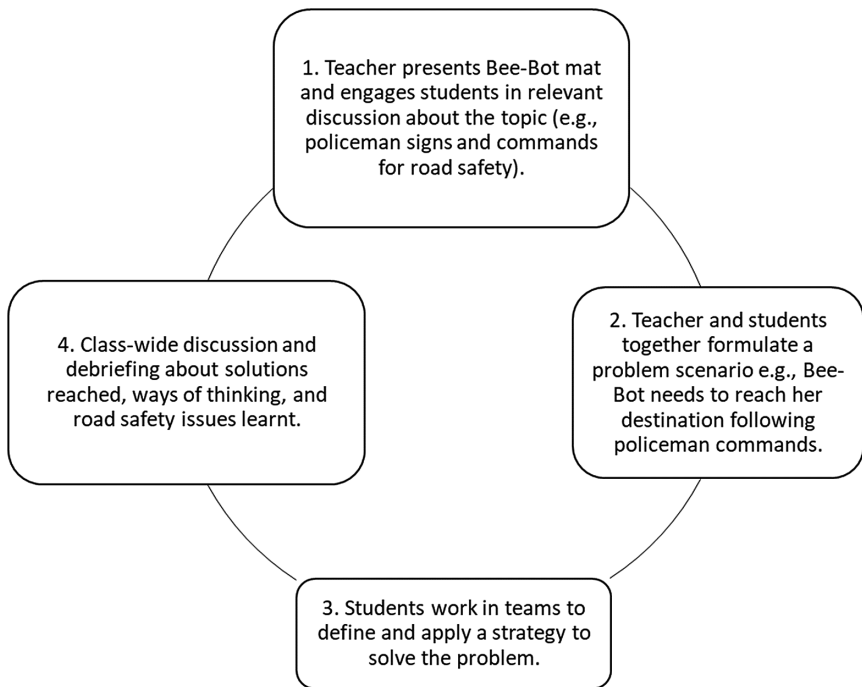 1. Teacher presents Bee-Bot mat
and engages students in relevant
discussion about the topic (e.g.,
policeman signs and commands
for road safety).
2. Teacher and students
together formulate a
problem scenario e.g., Bee-
Bot needs to reach her
destination following
policeman commands.
3. Students work in teams to
define and apply a strategy to
solve the problem.
4. Class-wide discussion and
debriefing about solutions
reached, ways of thinking, and
road safety issues learnt.